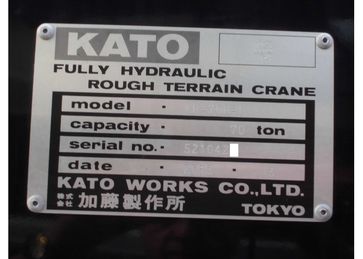 KATO
FULLY HYDRAULIC
ROUGH TERRAIN CRANE
model
capacity 70 ton
serial no.
date
KATO WORKS CO.,LTD.
株式会社 加藤製作所 TOKYO